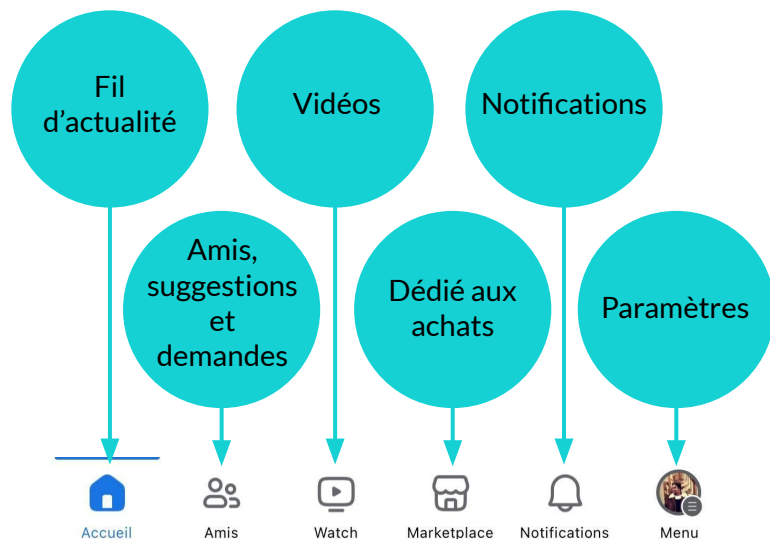 Fil
d’actualité
Vidéos
Notifications
Amis,
suggestions
et
demandes
Dédié aux
achats
Paramètres
Accueil
Amis
Watch
Marketplace
Notifications
Menu